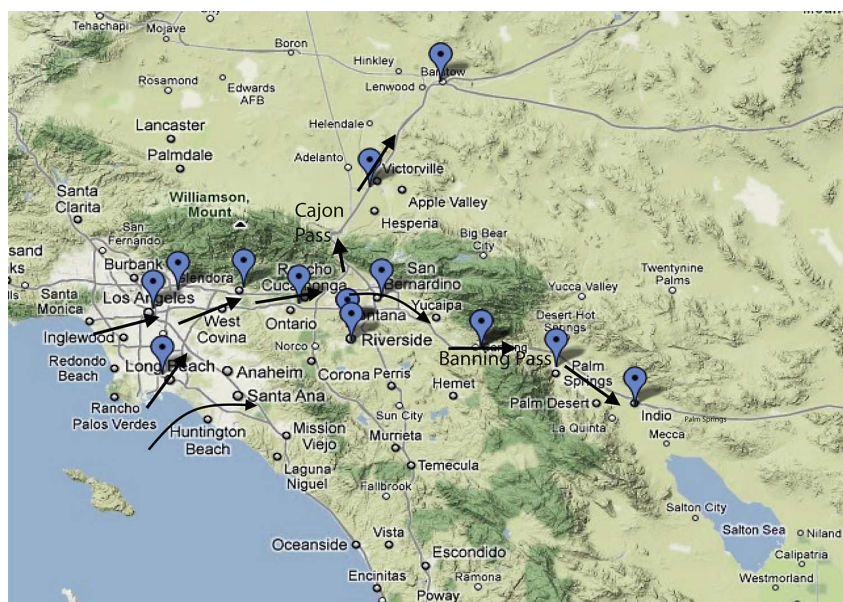 Tehachapi
Mojave
Boron
Hinkley
Barstow
Lenwood
Rosamond
Edwards
AFB
Helendale
Lancaster
Palmdale
Adelanto
Victorville
Apple Valley
Hesperia
Santa
Clarita
Williamson,
Mount
Cajon
Pass
San
Fernando
Big Bear
City
Burbank
Glendora
Rancho
Cucamonga
San
Bernardino
Twentynine
Palms
Yucca Valley
Santa
Monica
Los Angeles
West
Covina
Ontario
Fontana
Yucaipa
Desert Hot
Springs
Inglewood
Riverside
Banning Pass
Redondo
Beach
Norco
Long Beach
Anaheim
Corona
Perris
Hemet
Palm
Springs
Santa Ana
Rancho
Palos Verdes
Sun City
Palm Desert
Indio
Palm Springs
La Quinta
Mecca
Huntington
Beach
Mission
Viejo
Murrieta
Laguna
Niguel
Temecula
Fallbrook
Salton City
Salton Sea
Niland
Oceanside
Vista
Escondido
Calipatria
Encinitas
Ramona
Westmorland
Poway